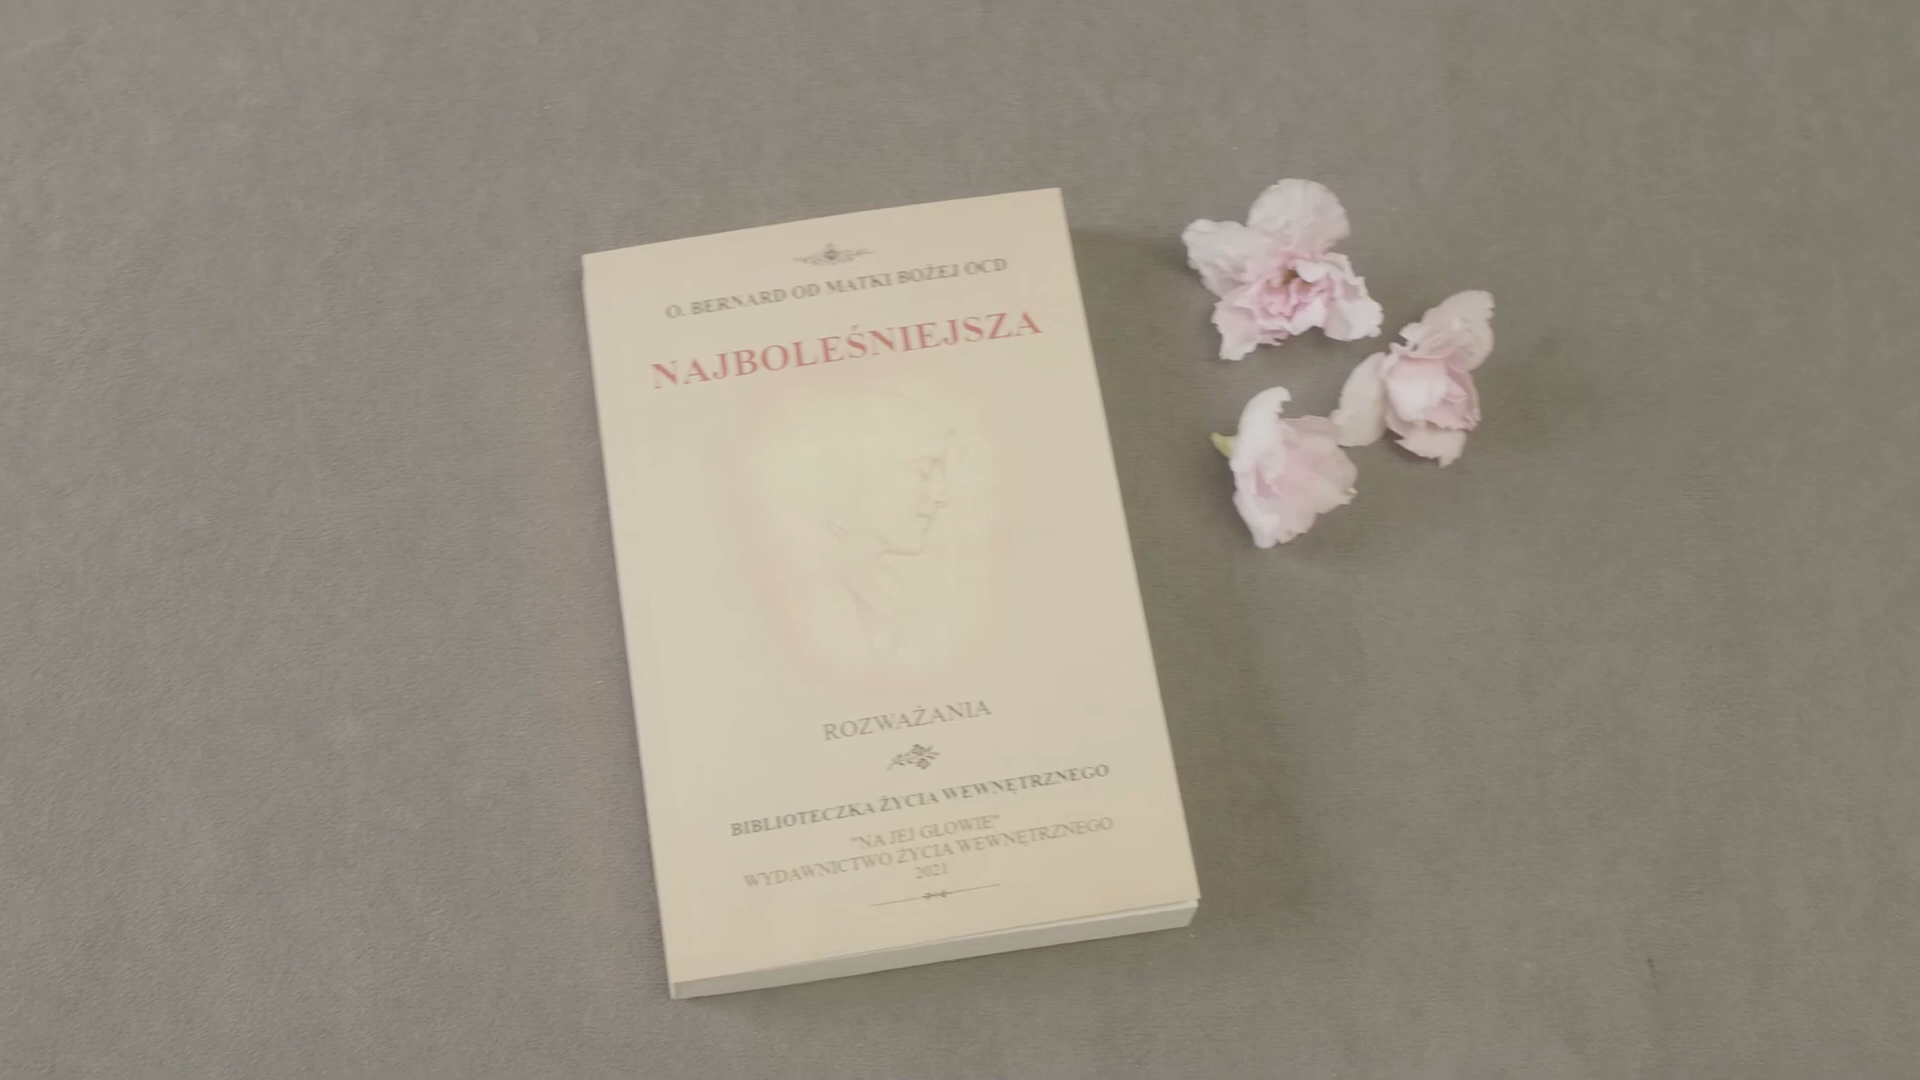 O. BERNARD OD MATKI BOŻEJ OCD
NAJBOLEŚNIEJSZA
ROZWAŻANIA
BIBLIOTECZKA ŻYCIA WEWNĘTRZNEGO
"NA JEJ GŁOWIE"
WYDAWNICTWO ŻYCIA WEWNĘTRZNEGO
2021